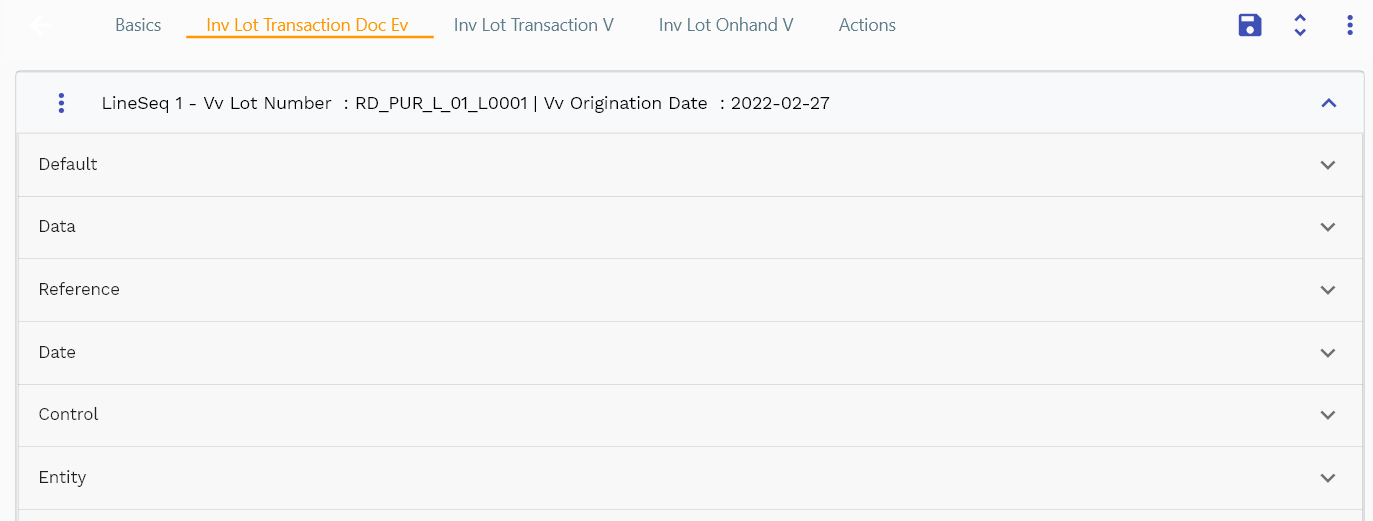 Basics Inv Lot Transaction Doc Ev Inv Lot Transaction V Inv Lot Onhand V Actions
LineSeq 1 - Vv Lot Number : RD_PUR_L_01_L0001 | Vv Origination Date : 2022-02-27
Default
Data
Reference
Date
Control
Entity